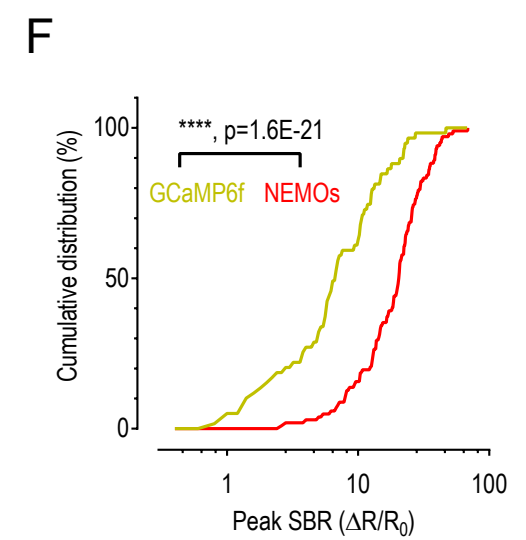 F
****, p=1.6E-21
GCaMP6f NEMOs
Cumulative distribution (%)
100
50
0
1 10 100
Peak SBR (ΔR/R₀)